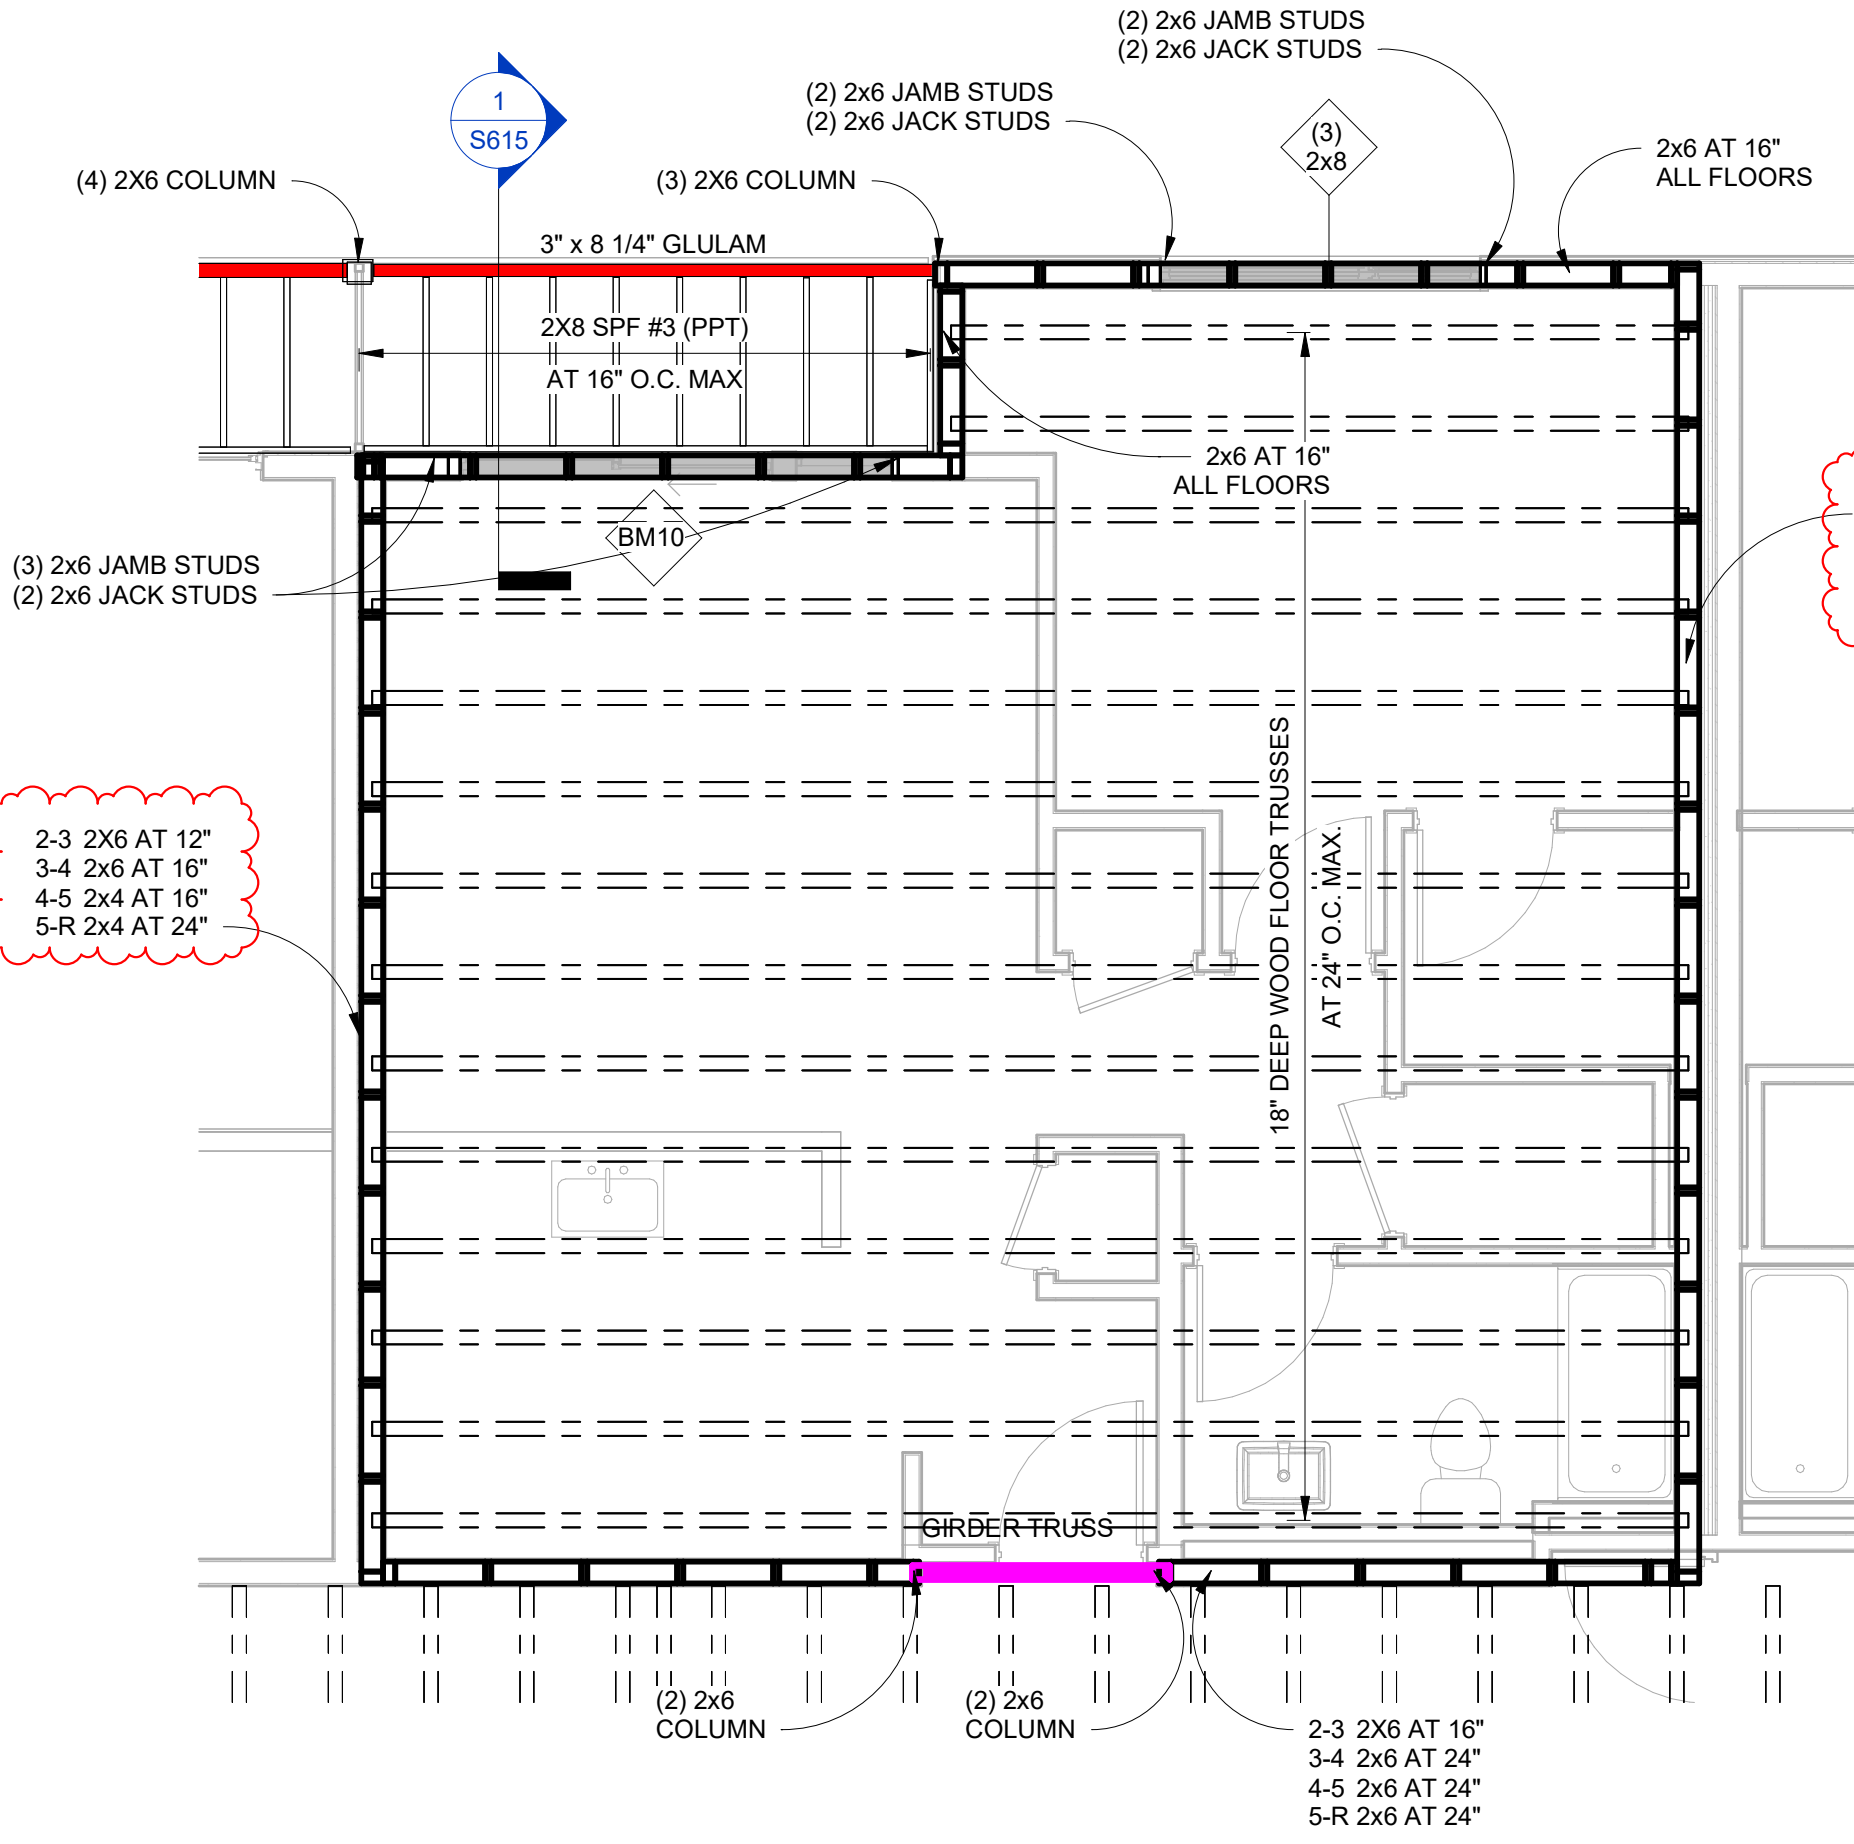 (2) 2x6 JAMB STUDS
(2) 2x6 JACK STUDS
(2) 2x6 JAMB STUDS
(2) 2x6 JACK STUDS
1
S615
(3)
2x8
2x6 AT 16"
ALL FLOORS
(4) 2X6 COLUMN
(3) 2X6 COLUMN
3" x 8 1/4" GLULAM
2X8 SPF #3 (PPT)
AT 16" O.C. MAX
2x6 AT 16"
ALL FLOORS
BM10
(3) 2x6 JAMB STUDS
(2) 2x6 JACK STUDS
18" DEEP WOOD FLOOR TRUSSES
AT 24" O.C. MAX.
2-3 2X6 AT 12"
3-4 2x6 AT 16"
4-5 2x4 AT 16"
5-R 2x4 AT 24"
GIRDER TRUSS
(2) 2x6
COLUMN
(2) 2x6
COLUMN
2-3 2X6 AT 16"
3-4 2x6 AT 24"
4-5 2x6 AT 24"
5-R 2x6 AT 24"